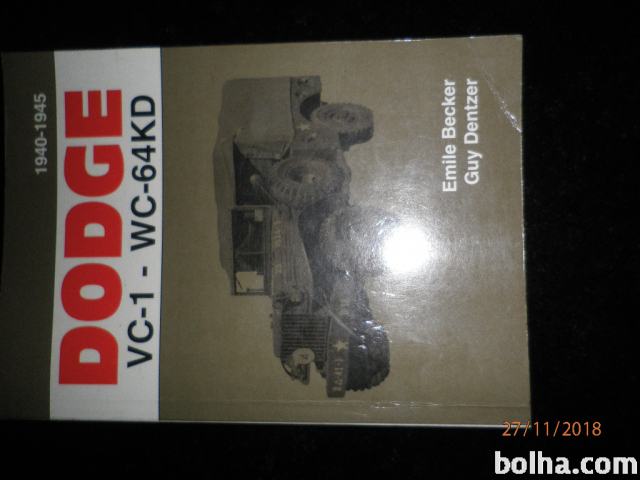 1940-1945
DODGE
VC-1 - WC-64KD
Emile Becker
Guy Dentzer
27/11/2018
bolha.com